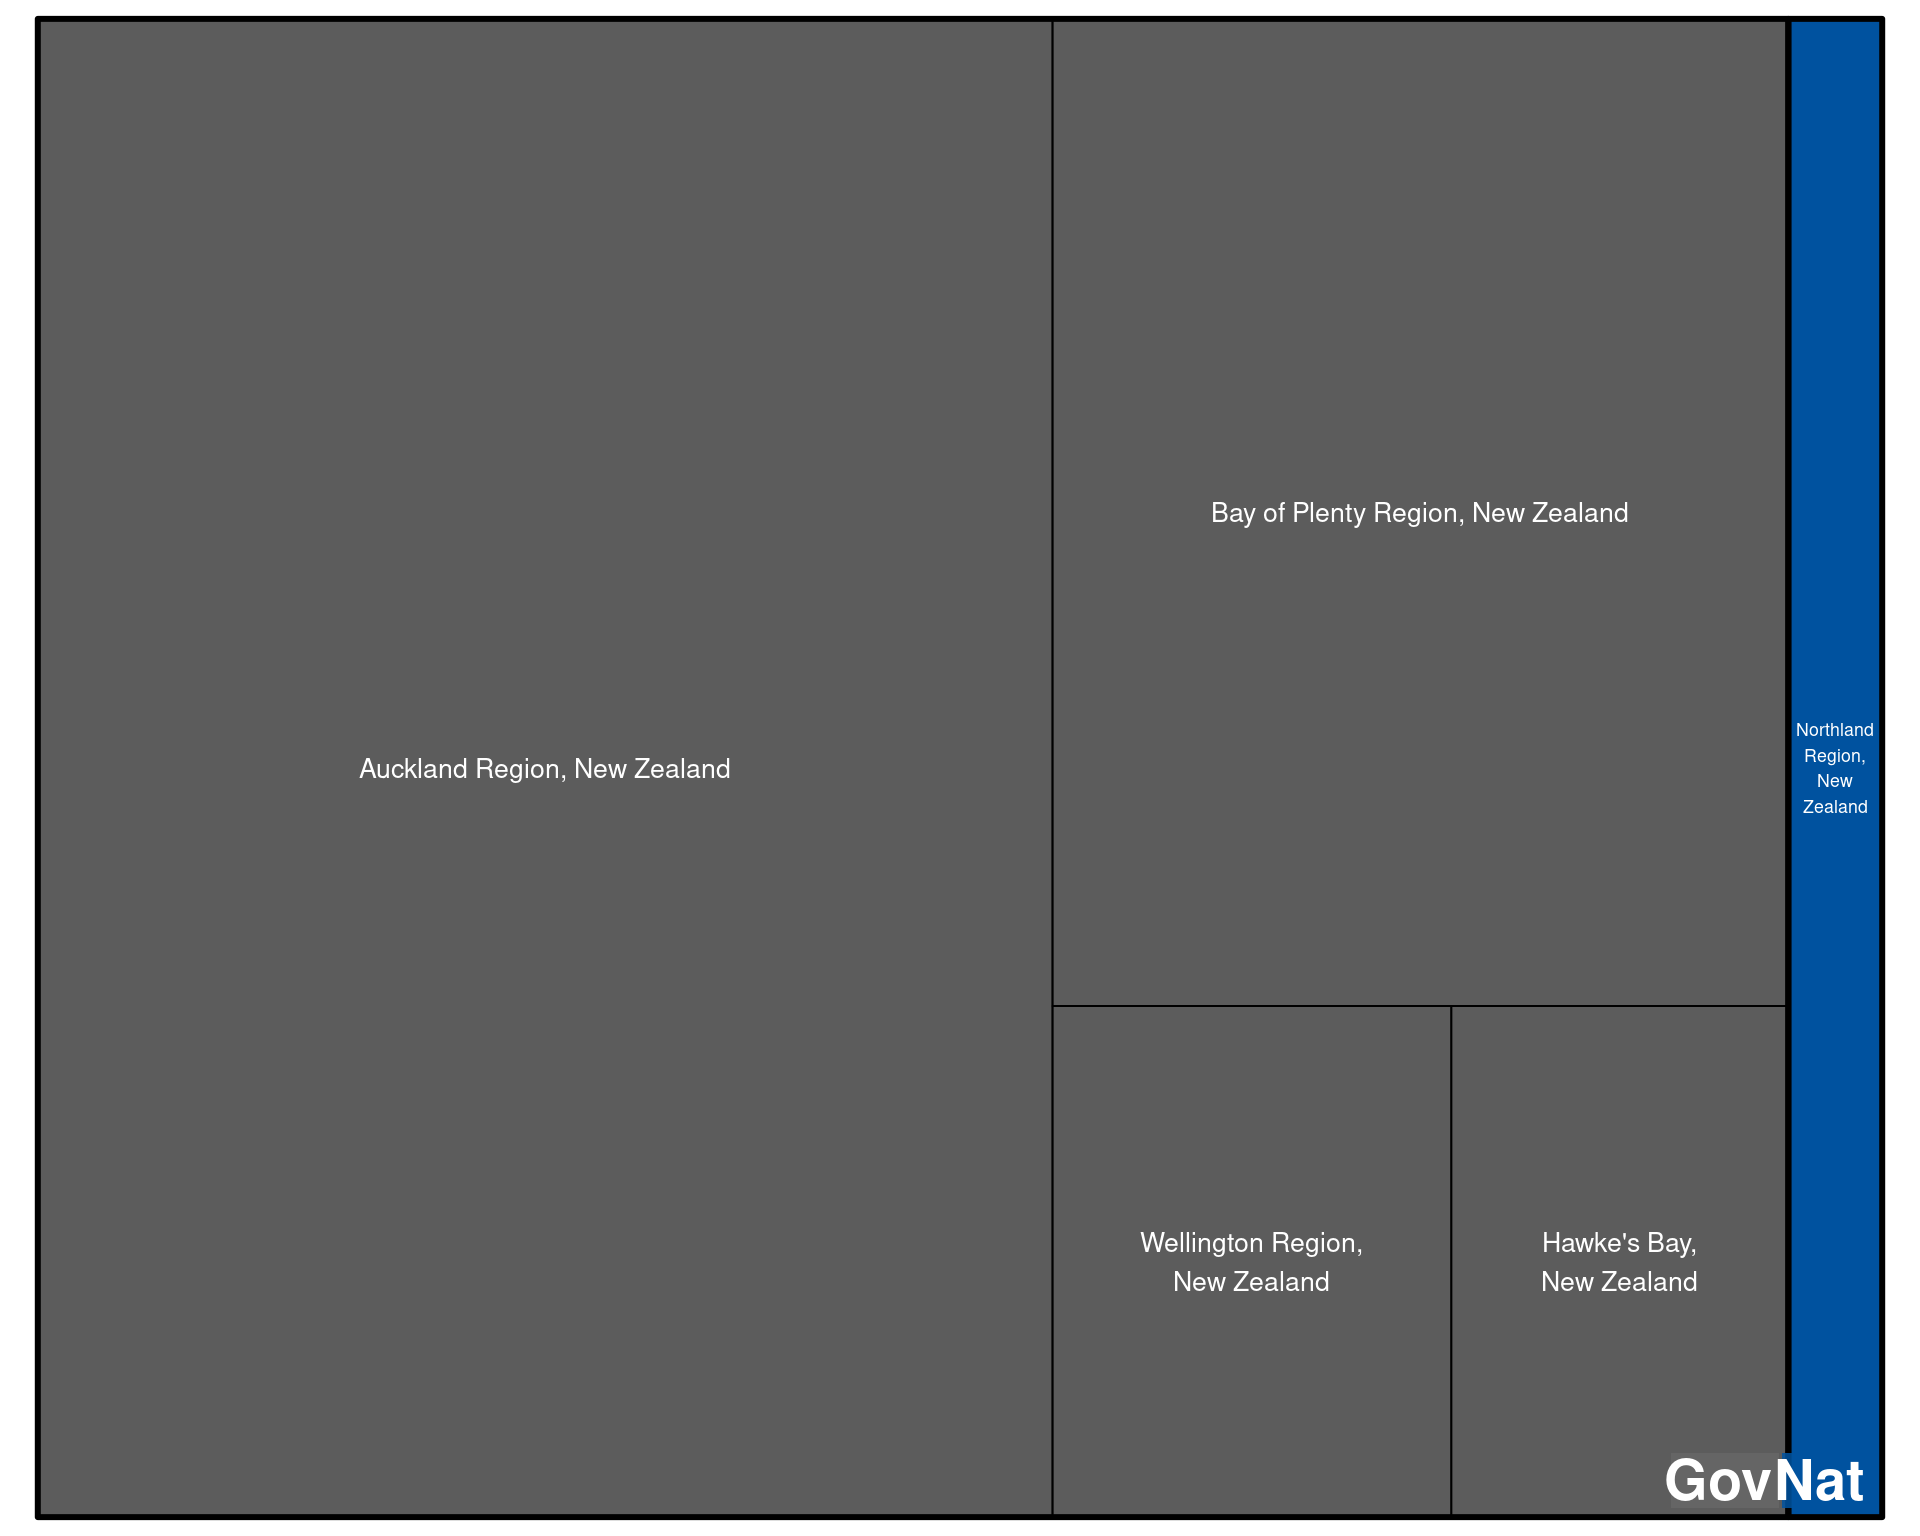 Auckland Region, New Zealand
Bay of Plenty Region, New Zealand
Northland
Region,
New
Zealand
Wellington Region,
New Zealand
Hawke's Bay,
New Zealand
GovNat